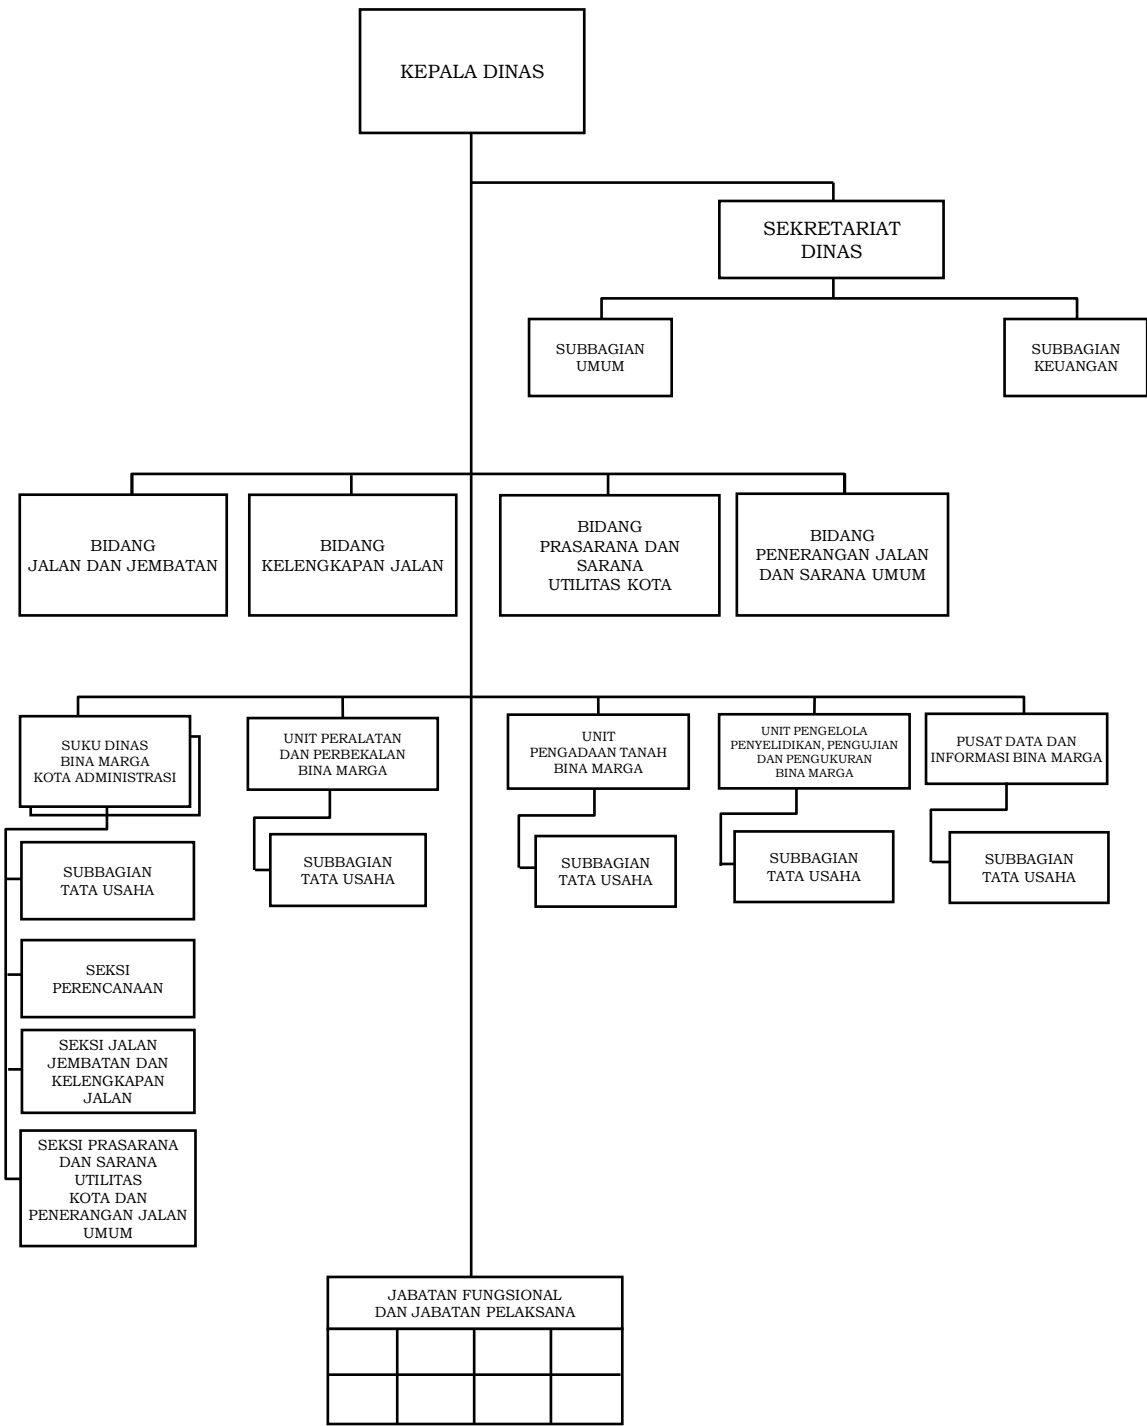 KEPALA DINAS
SEKRETARIAT
DINAS
SUBBAGIAN
UMUM
SUBBAGIAN
KEUANGAN
BIDANG
JALAN DAN JEMBATAN
BIDANG
KELENGKAPAN JALAN
BIDANG
PRASARANA DAN
SARANA
UTILITAS KOTA
BIDANG
PENERANGAN JALAN
DAN SARANA UMUM
SUKU DINAS
BINA MARGA
KOTA ADMINISTRASI
UNIT PERALATAN
DAN PERBEKALAN
BINA MARGA
UNIT
PENGADAAN TANAH
BINA MARGA
UNIT PENGELOLA
PENYELIDIKAN, PENGUJIAN
DAN PENGUKURAN
BINA MARGA
PUSAT DATA DAN
INFORMASI BINA MARGA
SUBBAGIAN
TATA USAHA
SUBBAGIAN
TATA USAHA
SUBBAGIAN
TATA USAHA
SUBBAGIAN
TATA USAHA
SUBBAGIAN
TATA USAHA
SEKSI
PERENCANAAN
SEKSI JALAN
JEMBATAN DAN
KELENGKAPAN
JALAN
SEKSI PRASARANA
DAN SARANA
UTILITAS
KOTA DAN
PENERANGAN JALAN
UMUM
JABATAN FUNGSIONAL
DAN JABATAN PELAKSANA